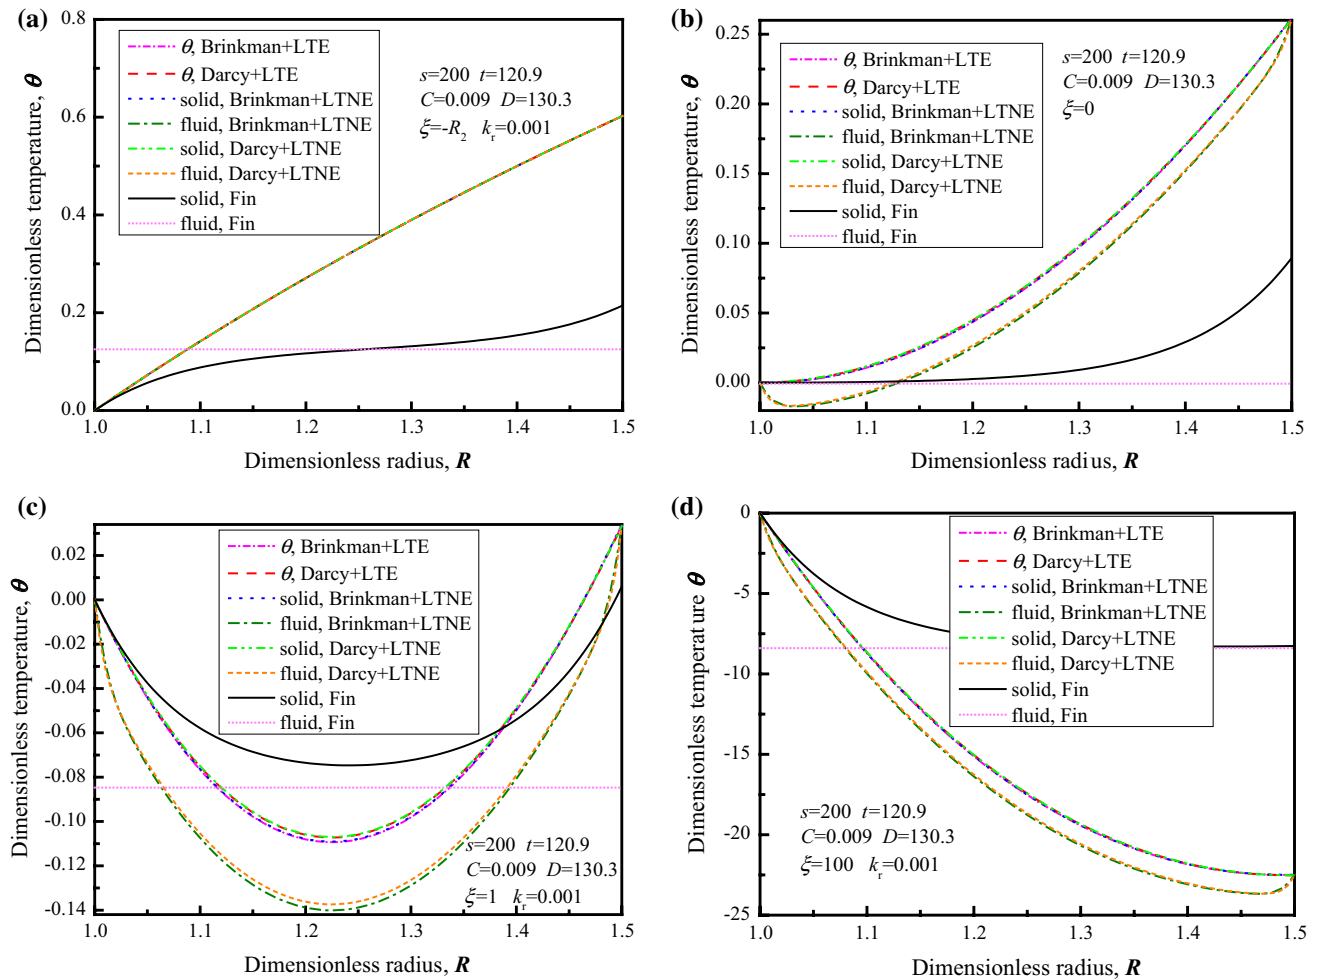 (a)
0.8
0.6
0.4
0.2
0.0
Dimensionless temperature, θ
θ, Brinkman+LTE
θ, Darcy+LTE
solid, Brinkman+LTNE
fluid, Brinkman+LTNE
solid, Darcy+LTNE
fluid, Darcy+LTNE
solid, Fin
fluid, Fin
s=200 t=120.9
C=0.009 D=130.3
ξ=-R₂ kᵣ=0.001
1.0 1.1 1.2 1.3 1.4 1.5
Dimensionless radius, R
(b)
0.25
0.20
0.15
0.10
0.05
0.00
Dimensionless temperature, θ
θ, Brinkman+LTE
θ, Darcy+LTE
solid, Brinkman+LTNE
fluid, Brinkman+LTNE
solid, Darcy+LTNE
fluid, Darcy+LTNE
solid, Fin
fluid, Fin
s=200 t=120.9
C=0.009 D=130.3
ξ=0
1.0 1.1 1.2 1.3 1.4 1.5
Dimensionless radius, R
(c)
0.02
0.00
-0.02
-0.04
-0.06
-0.08
-0.10
-0.12
-0.14
Dimensionless temperature, θ
θ, Brinkman+LTE
θ, Darcy+LTE
solid, Brinkman+LTNE
fluid, Brinkman+LTNE
solid, Darcy+LTNE
fluid, Darcy+LTNE
solid, Fin
fluid, Fin
s=200 t=120.9
C=0.009 D=130.3
ξ=1 kᵣ=0.001
1.0 1.1 1.2 1.3 1.4 1.5
Dimensionless radius, R
(d)
0
-5
-10
-15
-20
-25
Dimensionless temperature θ
θ, Brinkman+LTE
θ, Darcy+LTE
solid, Brinkman+LTNE
fluid, Brinkman+LTNE
solid, Darcy+LTNE
fluid, Darcy+LTNE
solid, Fin
fluid, Fin
s=200 t=120.9
C=0.009 D=130.3
ξ=100 kᵣ=0.001
1.0 1.1 1.2 1.3 1.4 1.5
Dimensionless radius, R